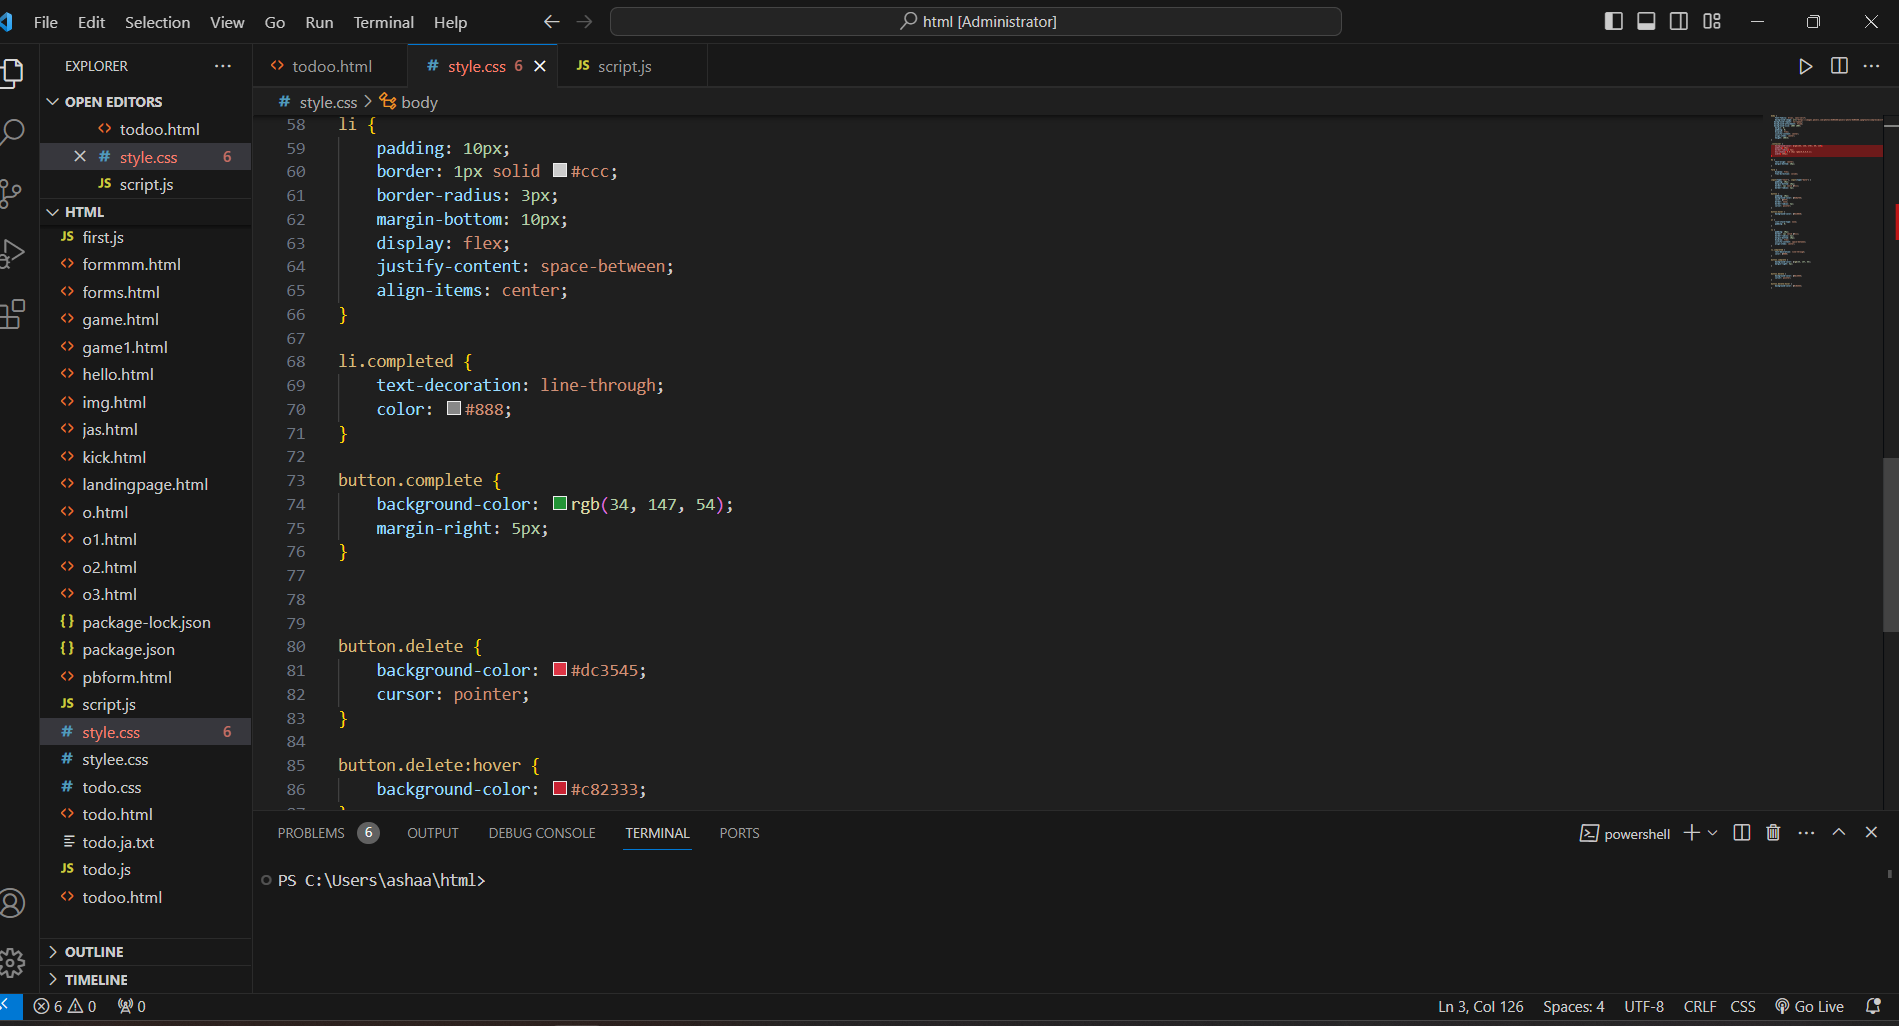 File Edit Selection View Go Run Terminal Help
html [Administrator]
EXPLORER
OPEN EDITORS
todoo.html
style.css 6
script.js
HTML
first.js
formmm.html
forms.html
game.html
game1.html
hello.html
img.html
jas.html
kick.html
landingpage.html
o.html
o1.html
o2.html
o3.html
package-lock.json
package.json
pbform.html
script.js
style.css 6
stylee.css
todo.css
todo.html
todo.ja.txt
todo.js
todoo.html
OUTLINE
TIMELINE
todoo.html # style.css 6 JS script.js
# style.css > body
58 li {
59 padding: 10px;
60 border: 1px solid #ccc;
61 border-radius: 3px;
62 margin-bottom: 10px;
63 display: flex;
64 justify-content: space-between;
65 align-items: center;
66 }
67
68 li.completed {
69 text-decoration: line-through;
70 color: #888;
71 }
72
73 button.complete {
74 background-color: rgb(34, 147, 54);
75 margin-right: 5px;
76 }
77
78
79
80 button.delete {
81 background-color: #dc3545;
82 cursor: pointer;
83 }
84
85 button.delete:hover {
86 background-color: #c82333;
PROBLEMS 6 OUTPUT DEBUG CONSOLE TERMINAL PORTS
powershell
PS C:\Users\ashaa\html>
6 0 0
Ln 3, Col 126 Spaces: 4 UTF-8 CRLF CSS Go Live